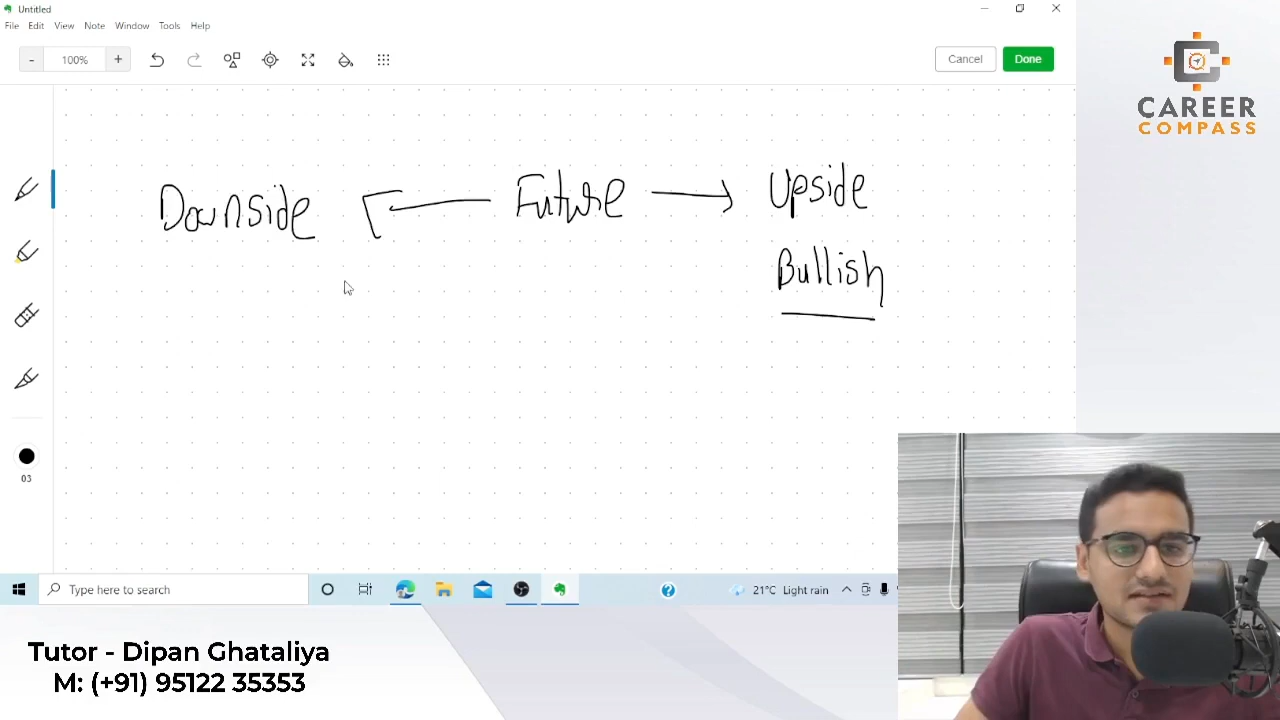 Untitled
File Edit View Note Window Tools Help
- 100% +
Cancel Done
CAREER
COMPASS
Downside Future Upside
Bullish
03
Type here to search
21°C Light rain
Tutor - Dipan Ghataliya
M: (+91) 95122 35353